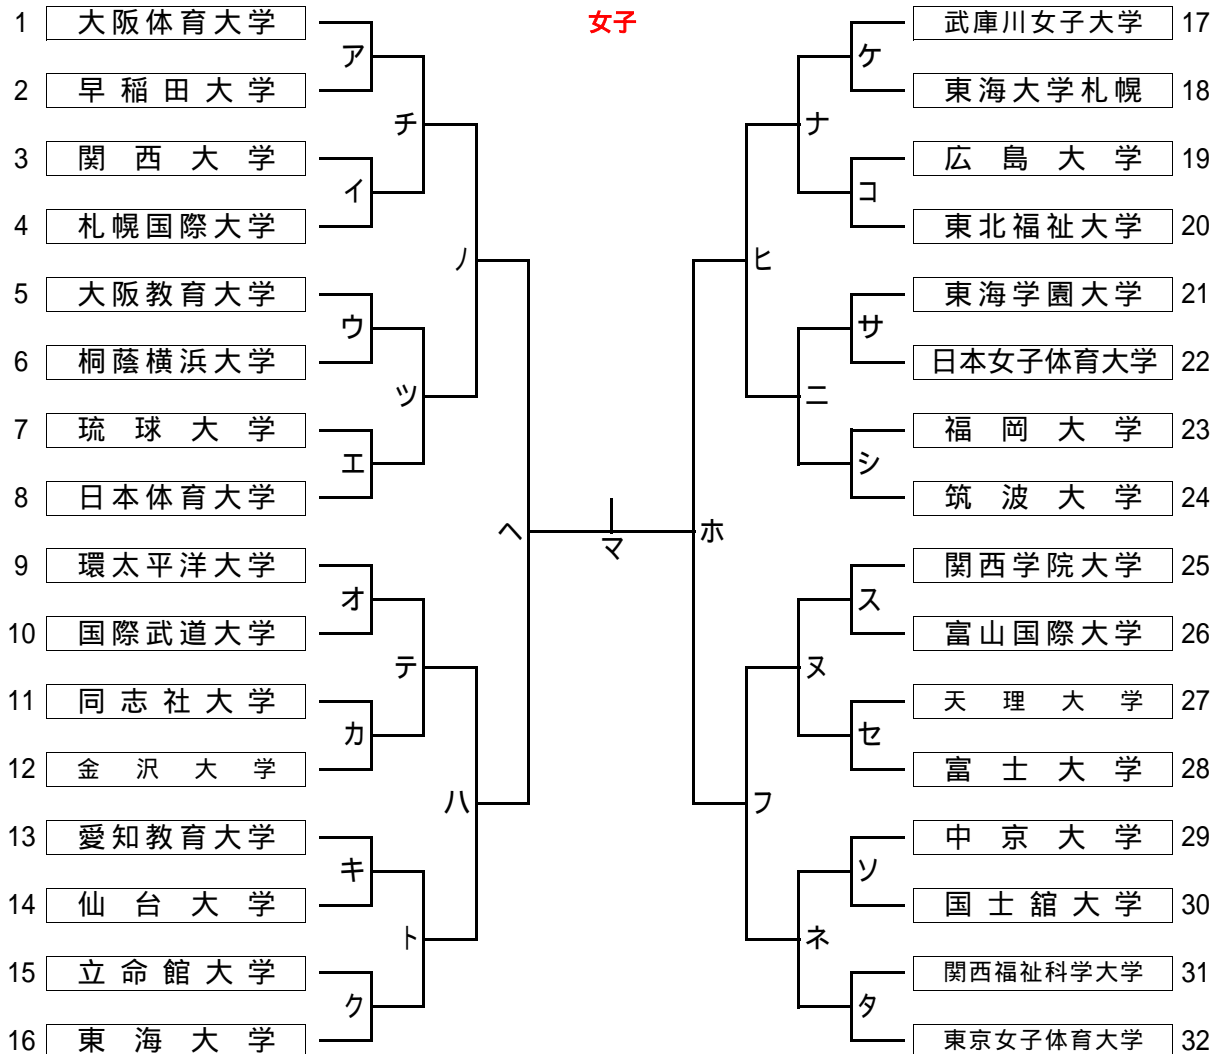 女子
1 大阪体育大学
ア
2 早稲田大学
チ
3 関西大学
イ
4 札幌国際大学
ノ
5 大阪教育大学
ウ
6 桐蔭横浜大学
ツ
7 琉球大学
エ
8 日本体育大学
ヘ
9 環太平洋大学
オ
10 国際武道大学
テ
11 同志社大学
カ
12 金沢大学
ハ
13 愛知教育大学
キ
14 仙台大学
ト
15 立命館大学
ク
16 東海大学
マ
武庫川女子大学 17
ケ
東海大学札幌 18
ナ
広島大学 19
コ
東北福祉大学 20
ヒ
東海学園大学 21
サ
日本女子体育大学 22
ニ
福岡大学 23
シ
筑波大学 24
ホ
関西学院大学 25
ス
富山国際大学 26
ヌ
天理大学 27
セ
富士大学 28
フ
中京大学 29
ソ
国士舘大学 30
ネ
関西福祉科学大学 31
タ
東京女子体育大学 32